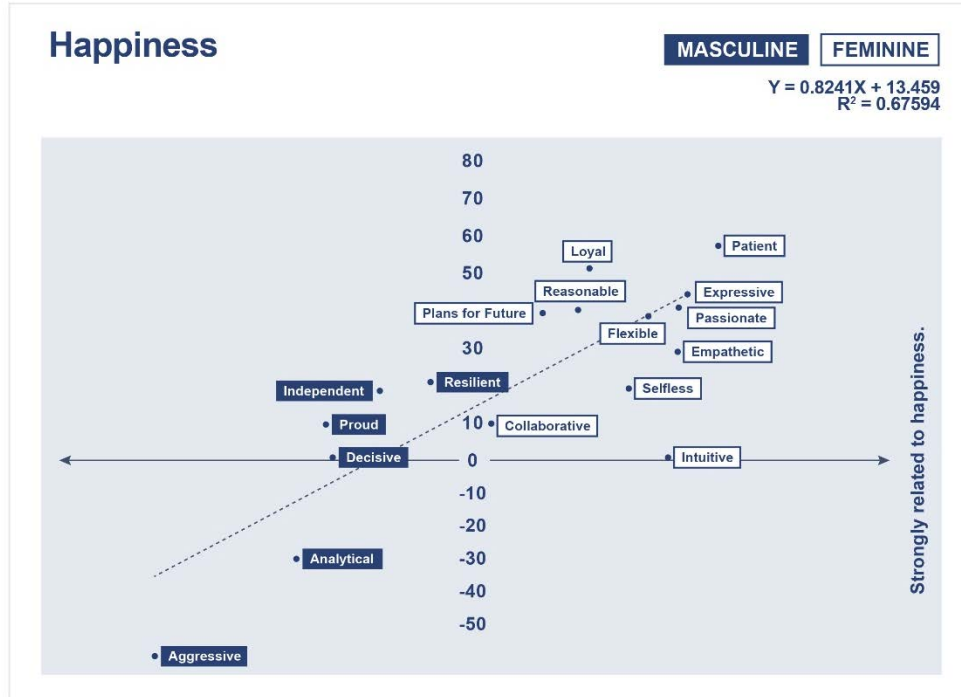 Happiness
MASCULINE FEMININE
Y = 0.8241X + 13.459
R² = 0.67594
80
70
60
Patient
Loyal
50
Reasonable
Expressive
Plans for Future
Passionate
Flexible
30
Empathetic
Resilient
Selfless
Independent
Proud
10
Collaborative
Decisive
0
Intuitive
-10
-20
-30
Analytical
-40
-50
Aggressive
Strongly related to happiness.